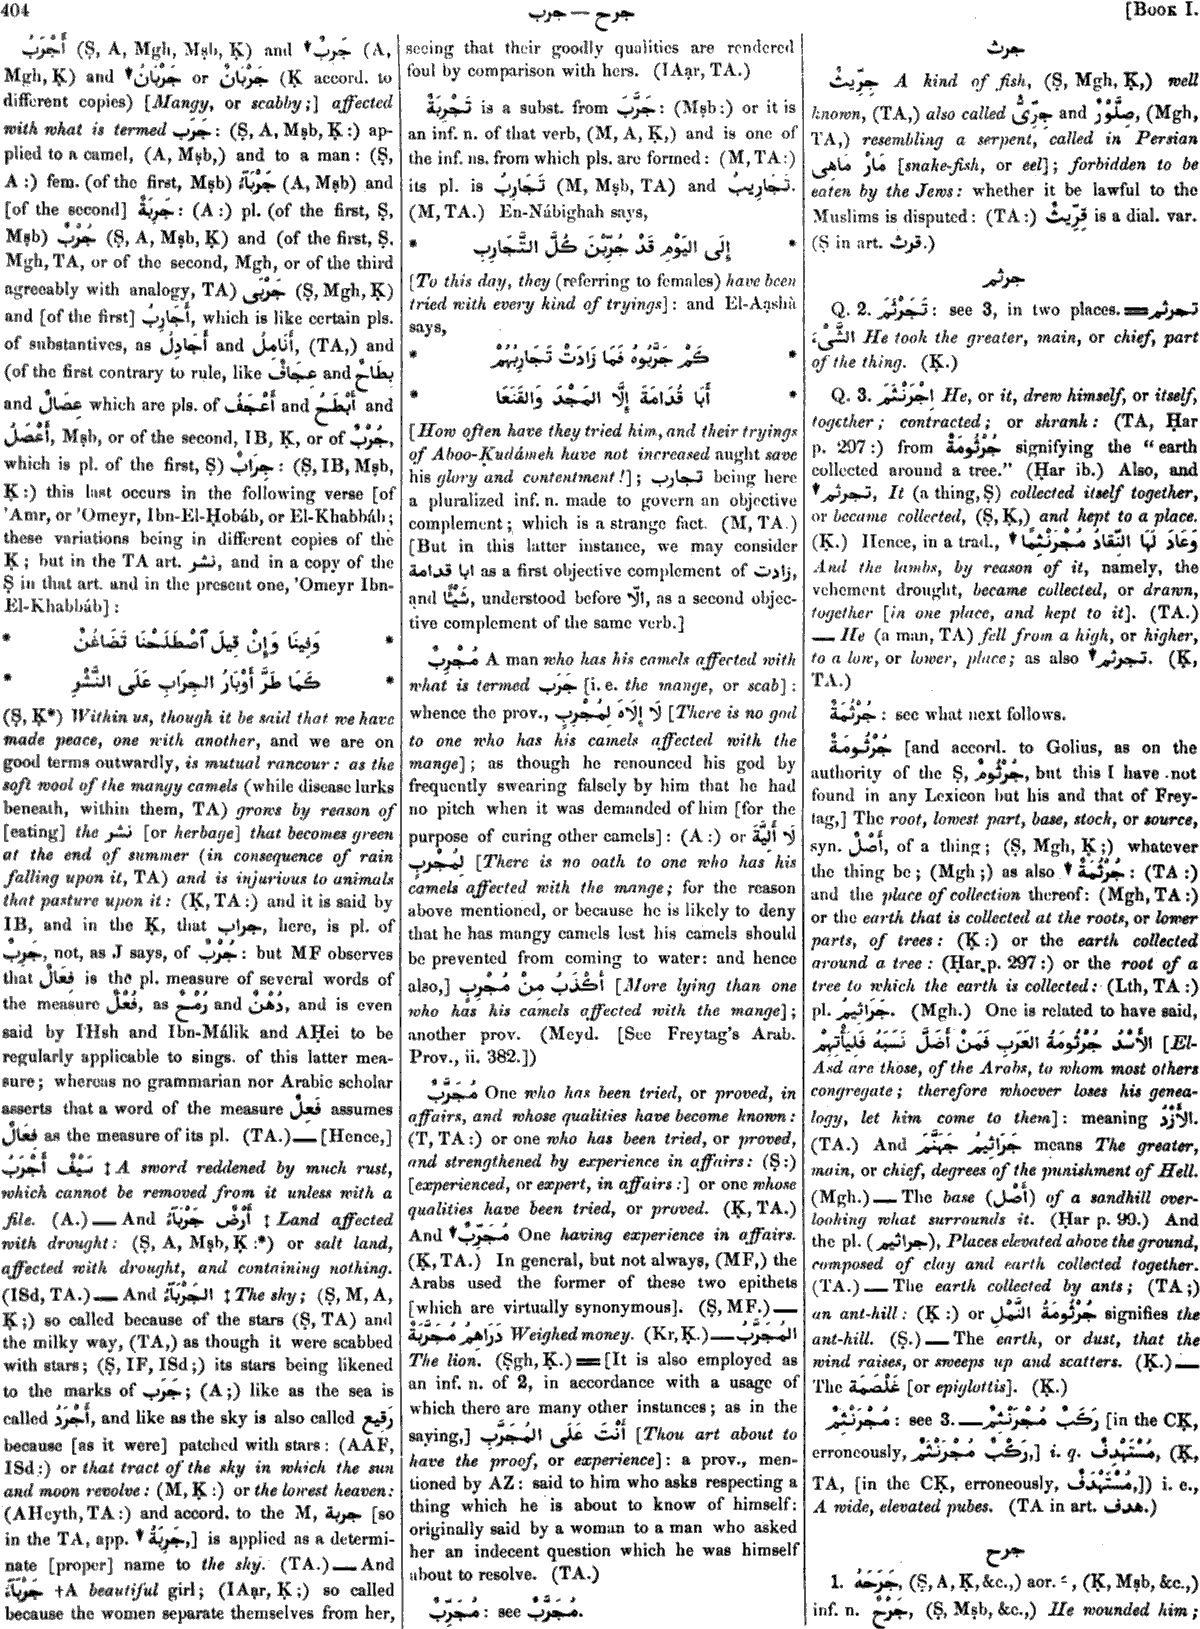 404
جرب — جرح
[BOOK I.
أَجْرَبُ (Ṣ, A, Mgh, Mṣb, Ḳ) and ↓ جَرِبٌ (A,
Mgh, Ḳ) and ↓ جَرْبَانُ or جَرْبَانٌ (Ḳ accord. to
different copies) [Mangy, or scabby;] affected
with what is termed جَرَب: (Ṣ, A, Mṣb, Ḳ:) ap-
plied to a camel, (A, Mṣb,) and to a man: (Ṣ,
A:) fem. (of the first, Mṣb) جَرْبَآءُ (A, Mṣb) and
[of the second] جَرِبَةٌ: (A:) pl. (of the first, Ṣ,
Mṣb) جُرْبٌ (Ṣ, A, Mṣb, Ḳ) and (of the first, Ṣ,
Mgh, TA, or of the second, Mgh, or of the third
agreeably with analogy, TA) جَرْبَى (Ṣ, Mgh, Ḳ)
and [of the first] أَجَارِبُ, which is like certain pls.
of substantives, as أَجَادِلُ and أَنَامِلُ, (TA,) and
(of the first contrary to rule, like عِجَافٌ and بِطَاحٌ
and عِصَالٌ which are pls. of أَعْجَفُ and أَبْطَحُ and
أَعْصَلُ, Mṣb, or of the second, IB, Ḳ, or of جُرْبٌ,
which is pl. of the first, Ṣ) جِرَابٌ: (Ṣ, IB, Mṣb,
Ḳ:) this last occurs in the following verse [of
'Amr, or 'Omeyr, Ibn-El-Ḥobáb, or El-Khabbáb;
these variations being in different copies of the
Ḳ; but in the TA art. نشر, and in a copy of the
Ṣ in that art. and in the present one, 'Omeyr Ibn-
El-Khabbáb]:
* وَفِينَا وَإِنْ قِيلَ ٱصْطَلَحْنَا تَضَاغُنٌ *
* كَمَا طَرَّ أَوْبَارُ الجِرَابِ عَلَى النَّشْرِ *
(Ṣ, Ḳ*) Within us, though it be said that we have
made peace, one with another, and we are on
good terms outwardly, is mutual rancour: as the
soft wool of the mangy camels (while disease lurks
beneath, within them, TA) grows by reason of
[eating] the نشر [or herbage] that becomes green
at the end of summer (in consequence of rain
falling upon it, TA) and is injurious to animals
that pasture upon it: (Ḳ, TA:) and it is said by
IB, and in the Ḳ, that جراب, here, is pl. of
جَرِبٌ, not, as J says, of جُرْبٌ: but MF observes
that فِعَالٌ is the pl. measure of several words of
the measure فُعْلٌ, as رُمْحٌ and دُهْنٌ, and is even
said by IHsh and Ibn-Málik and AḤei to be
regularly applicable to sings. of this latter mea-
sure; whereas no grammarian nor Arabic scholar
asserts that a word of the measure فَعِلٌ assumes
فِعَالٌ as the measure of its pl. (TA.) — [Hence,]
سَيْفٌ أَجْرَبُ ‡ A sword reddened by much rust,
which cannot be removed from it unless with a
file. (A.) — And أَرْضٌ جَرْبَآءُ ‡ Land affected
with drought: (Ṣ, A, Mṣb, Ḳ:*) or salt land,
affected with drought, and containing nothing.
(ISd, TA.) — And الجَرْبَآءُ ‡ The sky; (Ṣ, M, A,
Ḳ;) so called because of the stars (Ṣ, TA) and
the milky way, (TA,) as though it were scabbed
with stars; (Ṣ, IF, ISd;) its stars being likened
to the marks of جَرَب; (A;) like as the sea is
called أَجْرَدُ, and like as the sky is also called رَقِيع
because [as it were] patched with stars: (AAF,
ISd:) or that tract of the sky in which the sun
and moon revolve: (M, Ḳ:) or the lowest heaven:
(AHeyth, TA:) and accord. to the M, جربة [so
in the TA, app. ↓ جَرِبَةُ,] is applied as a determi-
nate [proper] name to the sky. (TA.) — And
جَرْبَآءُ †A beautiful girl; (IAạr, Ḳ;) so called
because the women separate themselves from her,
seeing that their goodly qualities are rendered
foul by comparison with hers. (IAạr, TA.)
تَجْرِبَةٌ is a subst. from جَرَّبَ: (Mṣb:) or it is
an inf. n. of that verb, (M, A, Ḳ,) and is one of
the inf. ns. from which pls. are formed: (M, TA:)
its pl. is تَجَارِبُ (M, Mṣb, TA) and تَجَارِيبُ.
(M, TA.) En-Nábighah says,
* إِلَى اليَوْمِ قَدْ جُرِّبْنَ كُلَّ التَّجَارِبِ *
[To this day, they (referring to females) have been
tried with every kind of tryings]: and El-Aạshà
says,
* كَمْ جَرَّبُوهُ فَمَا زَادَتْ تَجَارِبُهُمْ *
* أَبَا قُدَامَةَ إِلَّا المَجْدَ وَالقَنَعَا *
[How often have they tried him, and their tryings
of Aboo-Ḳudámeh have not increased aught save
his glory and contentment!]; تجارب being here
a pluralized inf. n. made to govern an objective
complement; which is a strange fact. (M, TA.)
[But in this latter instance, we may consider
ابا قدامة as a first objective complement of زادت,
and شَيْئًا, understood before الّا, as a second objec-
tive complement of the same verb.]
مُجْرِبٌ A man who has his camels affected with
what is termed جَرَب [i. e. the mange, or scab]:
whence the prov., لَا إِلَاهَ لِمُجْرِبٍ [There is no god
to one who has his camels affected with the
mange]; as though he renounced his god by
frequently swearing falsely by him that he had
no pitch when it was demanded of him [for the
purpose of curing other camels]: (A:) or لَا أَلِيَّةَ
لِمُجْرِبٍ [There is no oath to one who has his
camels affected with the mange; for the reason
above mentioned, or because he is likely to deny
that he has mangy camels lest his camels should
be prevented from coming to water: and hence
also,] أَكْذَبُ مِنْ مُجْرِبٍ [More lying than one
who has his camels affected with the mange];
another prov. (Meyd. [See Freytag's Arab.
Prov., ii. 382.])
مُجَرَّبٌ One who has been tried, or proved, in
affairs, and whose qualities have become known:
(T, TA:) or one who has been tried, or proved,
and strengthened by experience in affairs: (Ṣ:)
[experienced, or expert, in affairs:] or one whose
qualities have been tried, or proved. (Ḳ, TA.)
And ↓ مُجَرِّبٌ One having experience in affairs.
(Ḳ, TA.) In general, but not always, (MF,) the
Arabs used the former of these two epithets
[which are virtually synonymous]. (Ṣ, MF.) —
دَرَاهِمُ مُجَرَّبَةٌ Weighed money. (Kr, Ḳ.) — المُجَرَّبُ
The lion. (Ṣgh, Ḳ.) = [It is also employed as
an inf. n. of 2, in accordance with a usage of
which there are many other instances; as in the
saying,] أَنْتَ عَلَى المُجَرَّبِ [Thou art about to
have the proof, or experience]: a prov., men-
tioned by AZ: said to him who asks respecting a
thing which he is about to know of himself:
originally said by a woman to a man who asked
her an indecent question which he was himself
about to resolve. (TA.)
مُجَرِّبٌ: see مُجَرَّبٌ.
جرث
جِرِّيثٌ A kind of fish, (Ṣ, Mgh, Ḳ,) well
known, (TA,) also called جِرِّىٌّ and صِلَّوْرٌ, (Mgh,
TA,) resembling a serpent, called in Persian
مَارْ مَاهِى [snake-fish, or eel]; forbidden to be
eaten by the Jews: whether it be lawful to the
Muslims is disputed: (TA:) قِرِّيثٌ is a dial. var.
(Ṣ in art. قرث.)
جرثم
Q. 2. تَجَرْثَمَ: see 3, in two places. = تجرثم
الشَّىْءَ He took the greater, main, or chief, part
of the thing. (Ḳ.)
Q. 3. اِجْرَنْثَمَ He, or it, drew himself, or itself,
together; contracted; or shrank: (TA, Ḥar
p. 297:) from جُرْثُومَةٌ signifying the "earth
collected around a tree." (Ḥar ib.) Also, and
↓ تجرثم, It (a thing, Ṣ) collected itself together,
or became collected, (Ṣ, Ḳ,) and kept to a place.
(Ḳ.) Hence, in a trad., ↓ وَعَادَ لَهَا النِّقَادُ مُجْرَنْثِمًا
And the lambs, by reason of it, namely, the
vehement drought, became collected, or drawn,
together [in one place, and kept to it]. (TA.)
— He (a man, TA) fell from a high, or higher,
to a low, or lower, place; as also ↓ تجرثم. (Ḳ,
TA.)
جُرْثُمَةٌ: see what next follows.
جُرْثُومَةٌ [and accord. to Golius, as on the
authority of the Ṣ, جُرْثُومٌ, but this I have not
found in any Lexicon but his and that of Frey-
tag,] The root, lowest part, base, stock, or source,
syn. أَصْلٌ, of a thing; (Ṣ, Mgh, Ḳ;) whatever
the thing be; (Mgh;) as also ↓ جُرْثُمَةٌ: (TA:)
and the place of collection thereof: (Mgh, TA:)
or the earth that is collected at the roots, or lower
parts, of trees: (Ḳ:) or the earth collected
around a tree: (Ḥar. p. 297:) or the root of a
tree to which the earth is collected: (Lth, TA:)
pl. جَرَاثِيمُ. (Mgh.) One is related to have said,
الأَسْدُ جُرْثُومَةُ العَرَبِ فَمَنْ أَضَلَّ نَسَبَهُ فَلْيَأْتِهِمْ [El-
Asd are those, of the Arabs, to whom most others
congregate; therefore whoever loses his genea-
logy, let him come to them]: meaning الأَزْدُ.
(TA.) And جَرَاثِيمُ جَهَنَّمَ means The greater,
main, or chief, degrees of the punishment of Hell.
(Mgh.) — The base (أَصْل) of a sandhill over-
looking what surrounds it. (Ḥar p. 99.) And
the pl. (جراثيم), Places elevated above the ground,
composed of clay and earth collected together.
(TA.) — The earth collected by ants; (TA;)
an ant-hill: (Ḳ:) or جُرْثُومَةُ النَّمْلِ signifies the
ant-hill. (Ṣ.) — The earth, or dust, that the
wind raises, or sweeps up and scatters. (Ḳ.) —
The غَلْصَمَة [or epiglottis]. (Ḳ.)
مُجْرَنْثِمٌ: see 3. — رَكَبٌ مُجْرَنْثِمٌ [in the CḲ,
erroneously, رَكْبٌ مُجْرَنْثَمٌ,] i. q. مُسْتَهْدِفٌ, (Ḳ,
TA, [in the CḲ, erroneously, مُسْتَهْدَفٌ,]) i. e.,
A wide, elevated pubes. (TA in art. هدف.)
جرح
1. جَرَحَهُ, (Ṣ, A, Ḳ, &c.,) aor. ـَ, (Ḳ, Mṣb, &c.,)
inf. n. جَرْحٌ, (Ṣ, Mṣb, &c.,) He wounded him;